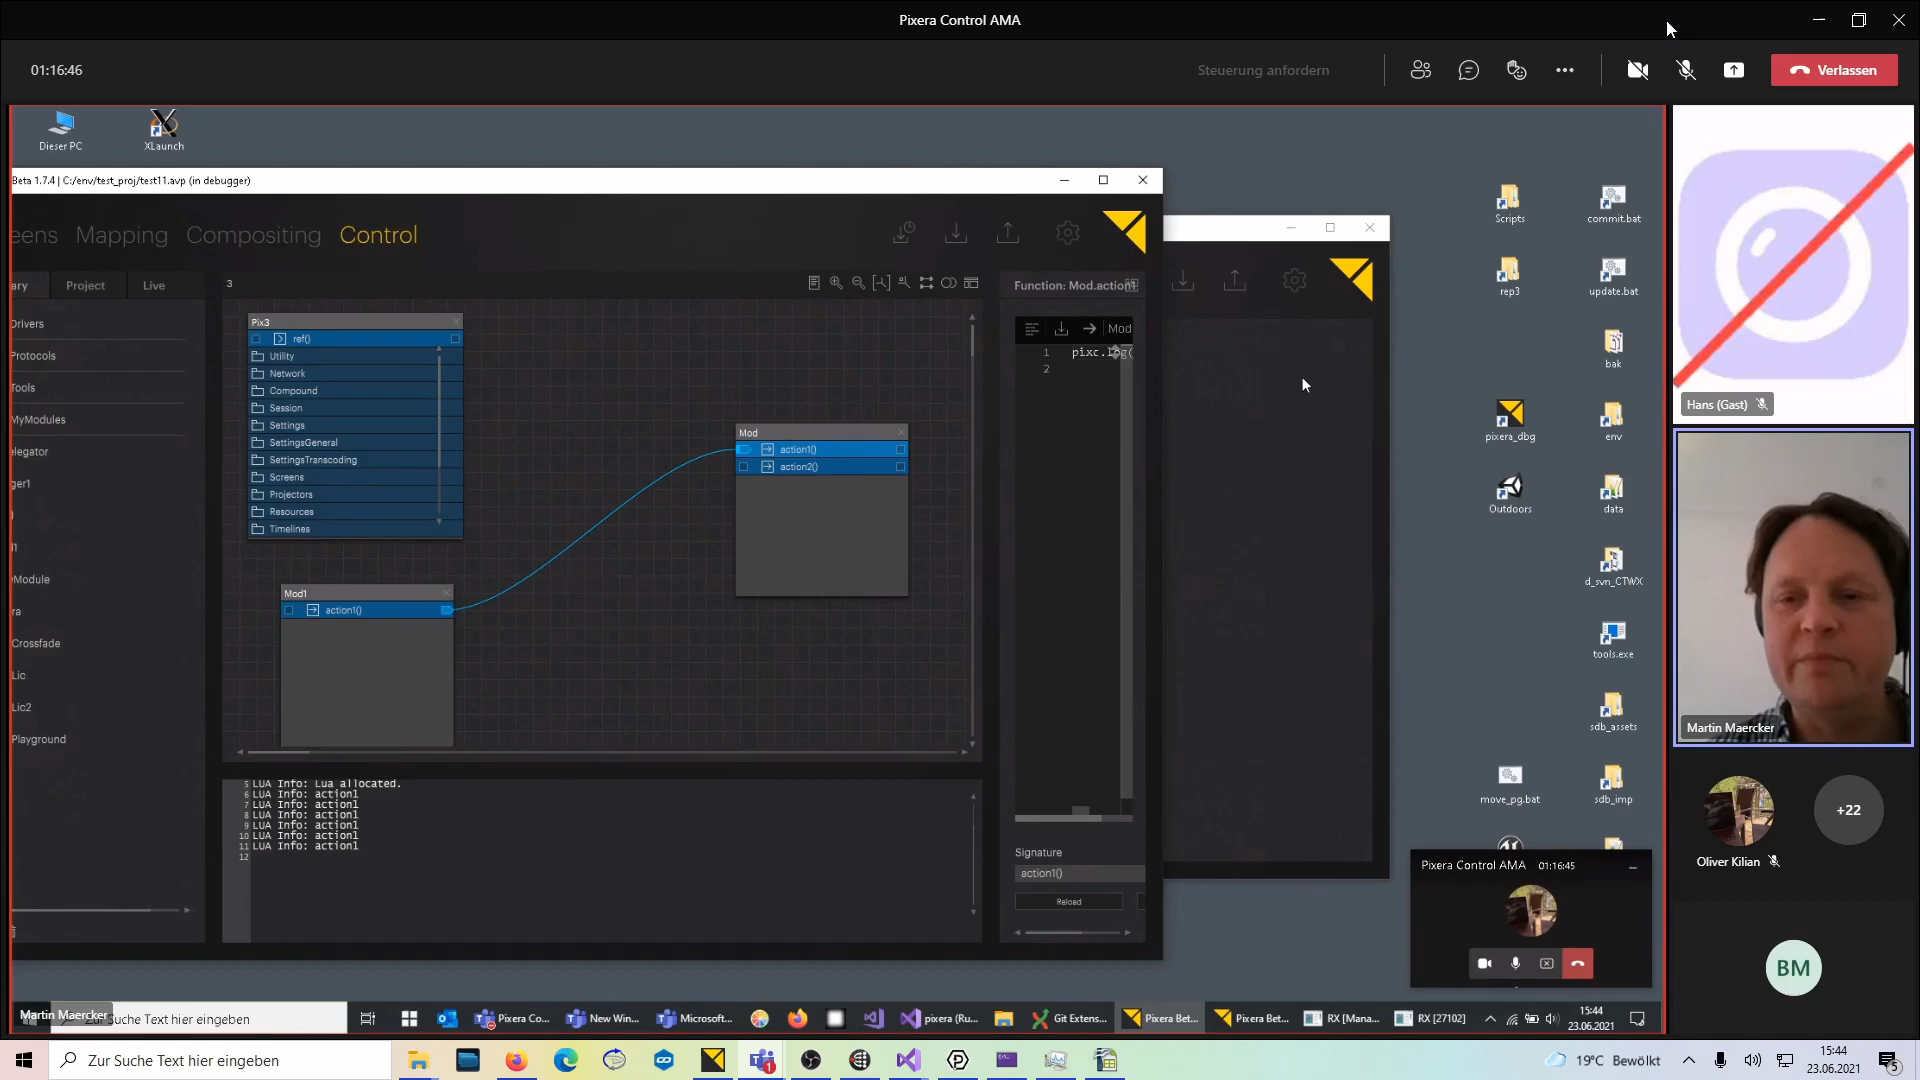 Pixera Control AMA
01:16:46
Steuerung anfordern
Verlassen
Dieser PC
XLaunch
Beta 1.7.4 | C:/env/test_proj/test11.avp (in debugger)
eens Mapping Compositing Control
ary Project Live
3
Drivers
Protocols
Tools
MyModules
elegator
ger1
l1
Module
ra
Crossfade
Lic
Lic2
Playground
Pix3
ref()
Utility
Network
Compound
Session
Settings
SettingsGeneral
SettingsTranscoding
Screens
Projectors
Resources
Timelines
Mod
action1()
action2()
Mod1
action1()
Function: Mod.action1
Mod
1 pixc.log(
2
Signature
action1()
Reload
5 LUA Info: Lua allocated.
6 LUA Info: action1
7 LUA Info: action1
8 LUA Info: action1
9 LUA Info: action1
10 LUA Info: action1
11 LUA Info: action1
12
Scripts
commit.bat
rep3
update.bat
bak
pixera_dbg
env
Outdoors
data
d_svn_CTWX
tools.exe
sdb_assets
move_pg.bat
sdb_imp
Pixera Control AMA 01:16:45
Hans (Gast)
Martin Maercker
Oliver Kilian
+22
BM
Martin Maercker
Suche Text hier eingeben
Pixera Co...
New Win...
Microsoft...
pixera (Ru...
Git Extens...
Pixera Bet...
Pixera Bet...
RX [Mana...
RX [27102]
15:44
23.06.2021
Zur Suche Text hier eingeben
1
19°C Bewölkt
15:44
23.06.2021
5